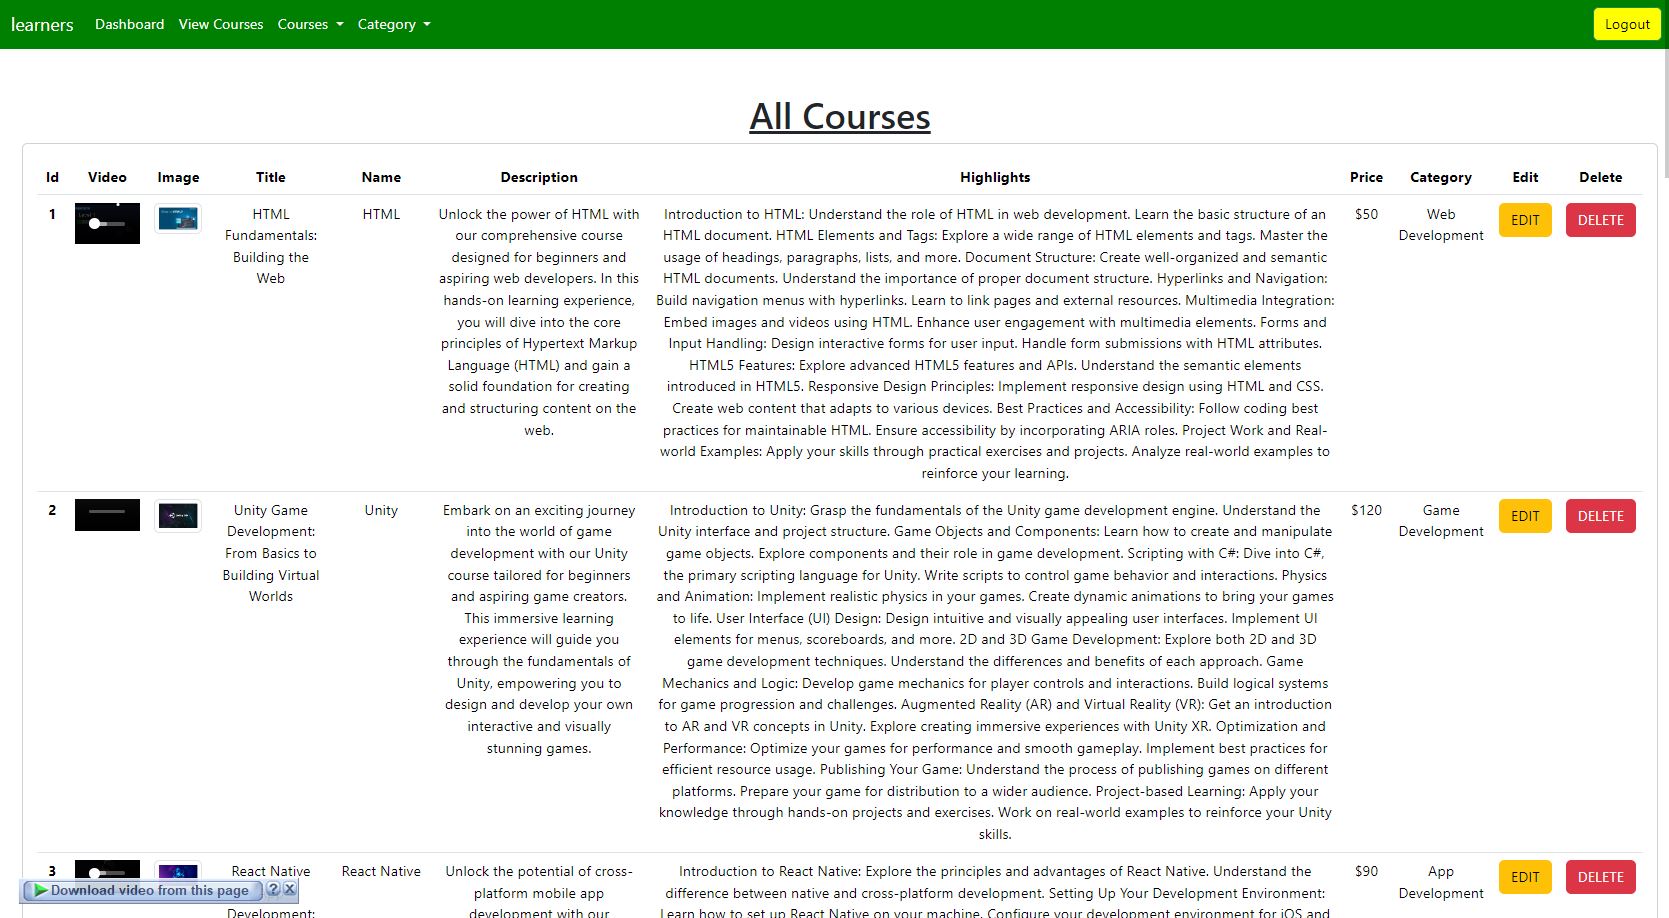 learners Dashboard View Courses Courses Category Logout
All Courses
Id Video Image Title Name Description Highlights Price Category Edit Delete
1
HTML
Fundamentals:
Building the
Web
HTML
Unlock the power of HTML with
our comprehensive course
designed for beginners and
aspiring web developers. In this
hands-on learning experience,
you will dive into the core
principles of Hypertext Markup
Language (HTML) and gain a
solid foundation for creating
and structuring content on the
web.
Introduction to HTML: Understand the role of HTML in web development. Learn the basic structure of an
HTML document. HTML Elements and Tags: Explore a wide range of HTML elements and tags. Master the
usage of headings, paragraphs, lists, and more. Document Structure: Create well-organized and semantic
HTML documents. Understand the importance of proper document structure. Hyperlinks and Navigation:
Build navigation menus with hyperlinks. Learn to link pages and external resources. Multimedia Integration:
Embed images and videos using HTML. Enhance user engagement with multimedia elements. Forms and
Input Handling: Design interactive forms for user input. Handle form submissions with HTML attributes.
HTML5 Features: Explore advanced HTML5 features and APIs. Understand the semantic elements
introduced in HTML5. Responsive Design Principles: Implement responsive design using HTML and CSS.
Create web content that adapts to various devices. Best Practices and Accessibility: Follow coding best
practices for maintainable HTML. Ensure accessibility by incorporating ARIA roles. Project Work and Real-
world Examples: Apply your skills through practical exercises and projects. Analyze real-world examples to
reinforce your learning.
$50
Web
Development
EDIT
DELETE
2
Unity Game
Development:
From Basics to
Building Virtual
Worlds
Unity
Embark on an exciting journey
into the world of game
development with our Unity
course tailored for beginners
and aspiring game creators.
This immersive learning
experience will guide you
through the fundamentals of
Unity, empowering you to
design and develop your own
interactive and visually
stunning games.
Introduction to Unity: Grasp the fundamentals of the Unity game development engine. Understand the
Unity interface and project structure. Game Objects and Components: Learn how to create and manipulate
game objects. Explore components and their role in game development. Scripting with C#: Dive into C#,
the primary scripting language for Unity. Write scripts to control game behavior and interactions. Physics
and Animation: Implement realistic physics in your games. Create dynamic animations to bring your games
to life. User Interface (UI) Design: Design intuitive and visually appealing user interfaces. Implement UI
elements for menus, scoreboards, and more. 2D and 3D Game Development: Explore both 2D and 3D
game development techniques. Understand the differences and benefits of each approach. Game
Mechanics and Logic: Develop game mechanics for player controls and interactions. Build logical systems
for game progression and challenges. Augmented Reality (AR) and Virtual Reality (VR): Get an introduction
to AR and VR concepts in Unity. Explore creating immersive experiences with Unity XR. Optimization and
Performance: Optimize your games for performance and smooth gameplay. Implement best practices for
efficient resource usage. Publishing Your Game: Understand the process of publishing games on different
platforms. Prepare your game for distribution to a wider audience. Project-based Learning: Apply your
knowledge through hands-on projects and exercises. Work on real-world examples to reinforce your Unity
skills.
$120
Game
Development
EDIT
DELETE
3
React Native
Development:
React Native
Unlock the potential of cross-
platform mobile app
development with our
Introduction to React Native: Explore the principles and advantages of React Native. Understand the
difference between native and cross-platform development. Setting Up Your Development Environment:
Learn how to set up React Native on your machine. Configure your development environment for iOS and
$90
App
Development
EDIT
DELETE
Download video from this page ? X